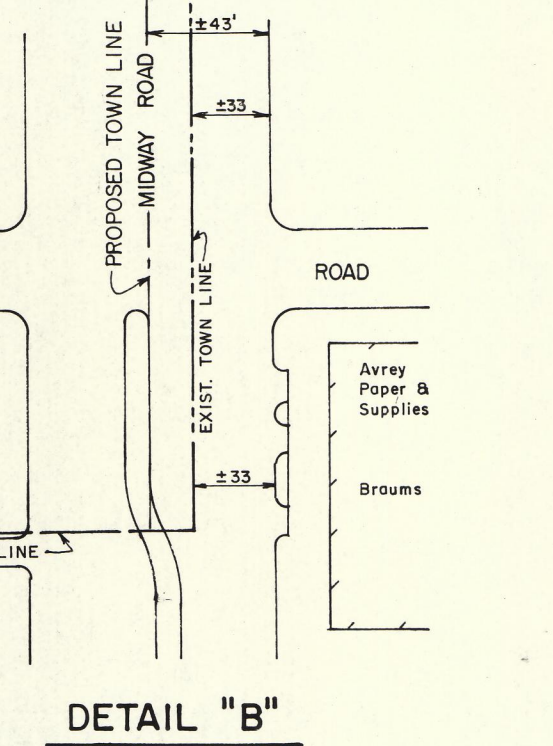 ±43'
±33
PROPOSED TOWN LINE
MIDWAY ROAD
EXIST. TOWN LINE
ROAD
Avrey
Paper &
Supplies
±33
Braums
LINE
DETAIL "B"